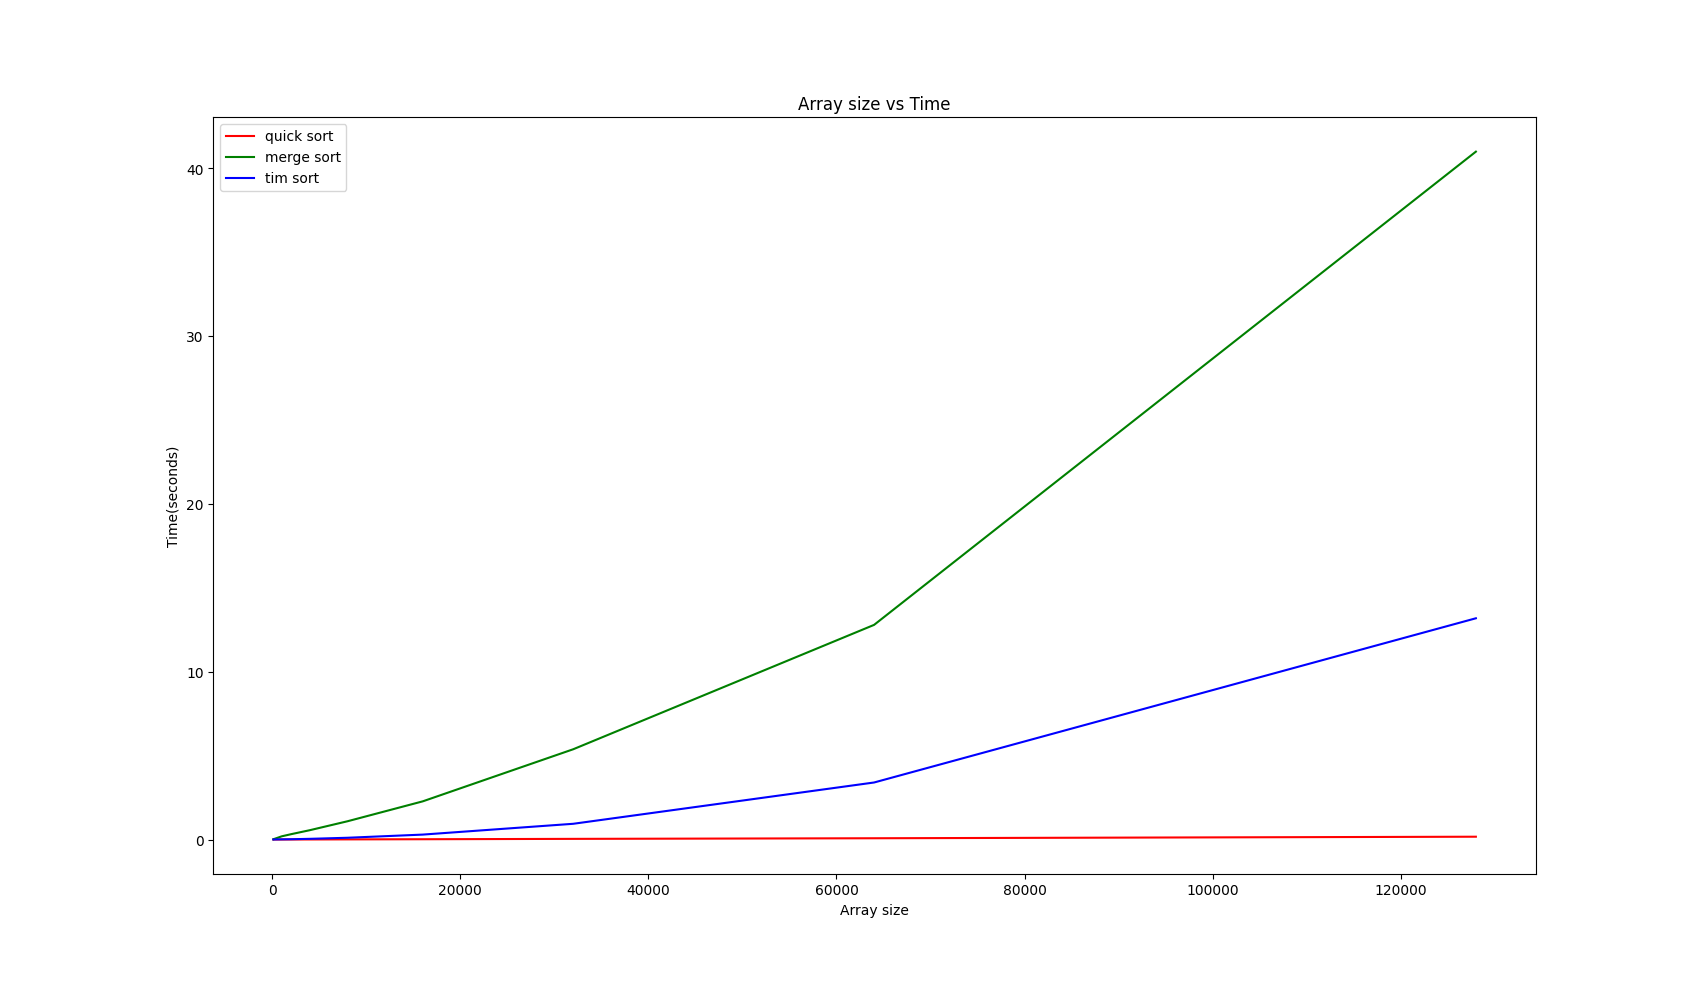 Array size vs Time
quick sort
merge sort
tim sort
40
30
20
10
0
Time(seconds)
0 20000 40000 60000 80000 100000 120000
Array size